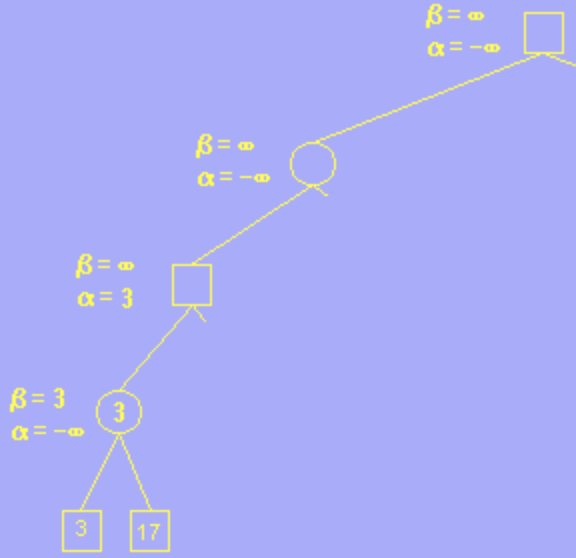 β = ∞
α = -∞
β = ∞
α = -∞
β = ∞
α = 3
β = 3
α = -∞
3
3
17